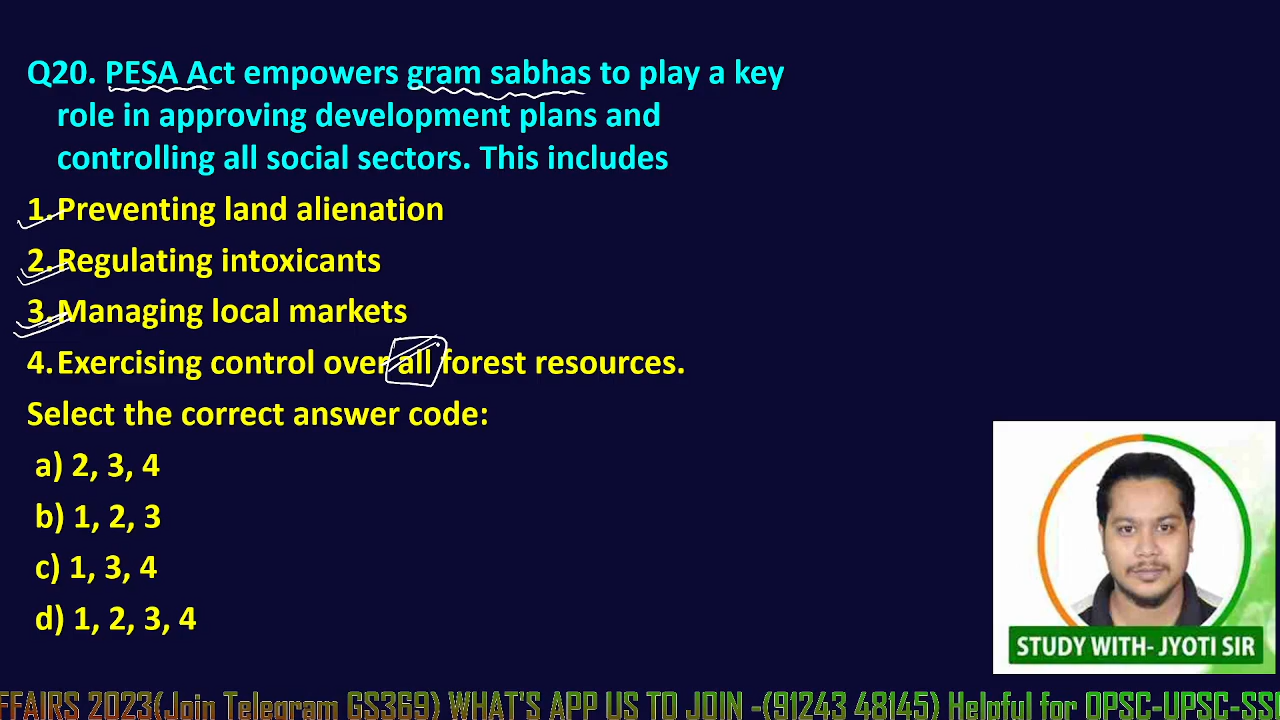 Q20. PESA Act empowers gram sabhas to play a key
role in approving development plans and
controlling all social sectors. This includes
1. Preventing land alienation
2. Regulating intoxicants
3. Managing local markets
4. Exercising control over all forest resources.
Select the correct answer code:
a) 2, 3, 4
b) 1, 2, 3
c) 1, 3, 4
d) 1, 2, 3, 4
STUDY WITH- JYOTI SIR
FFAIRS 2023(Join Telegram GS369) WHAT'S APP US TO JOIN -(91243 48145) Helpful for OPSC-UPSC-SS